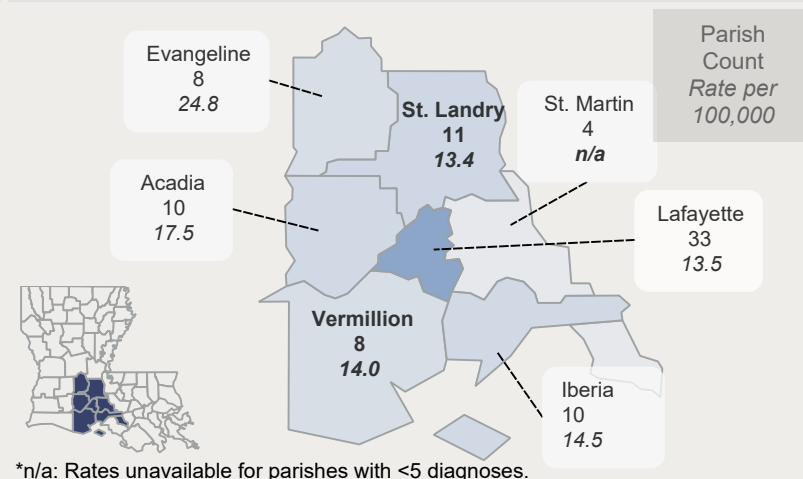 Parish
Count
Rate per
100,000
Evangeline
8
24.8
St. Landry
11
13.4
St. Martin
4
n/a
Acadia
10
17.5
Lafayette
33
13.5
Vermillion
8
14.0
Iberia
10
14.5
*n/a: Rates unavailable for parishes with <5 diagnoses.